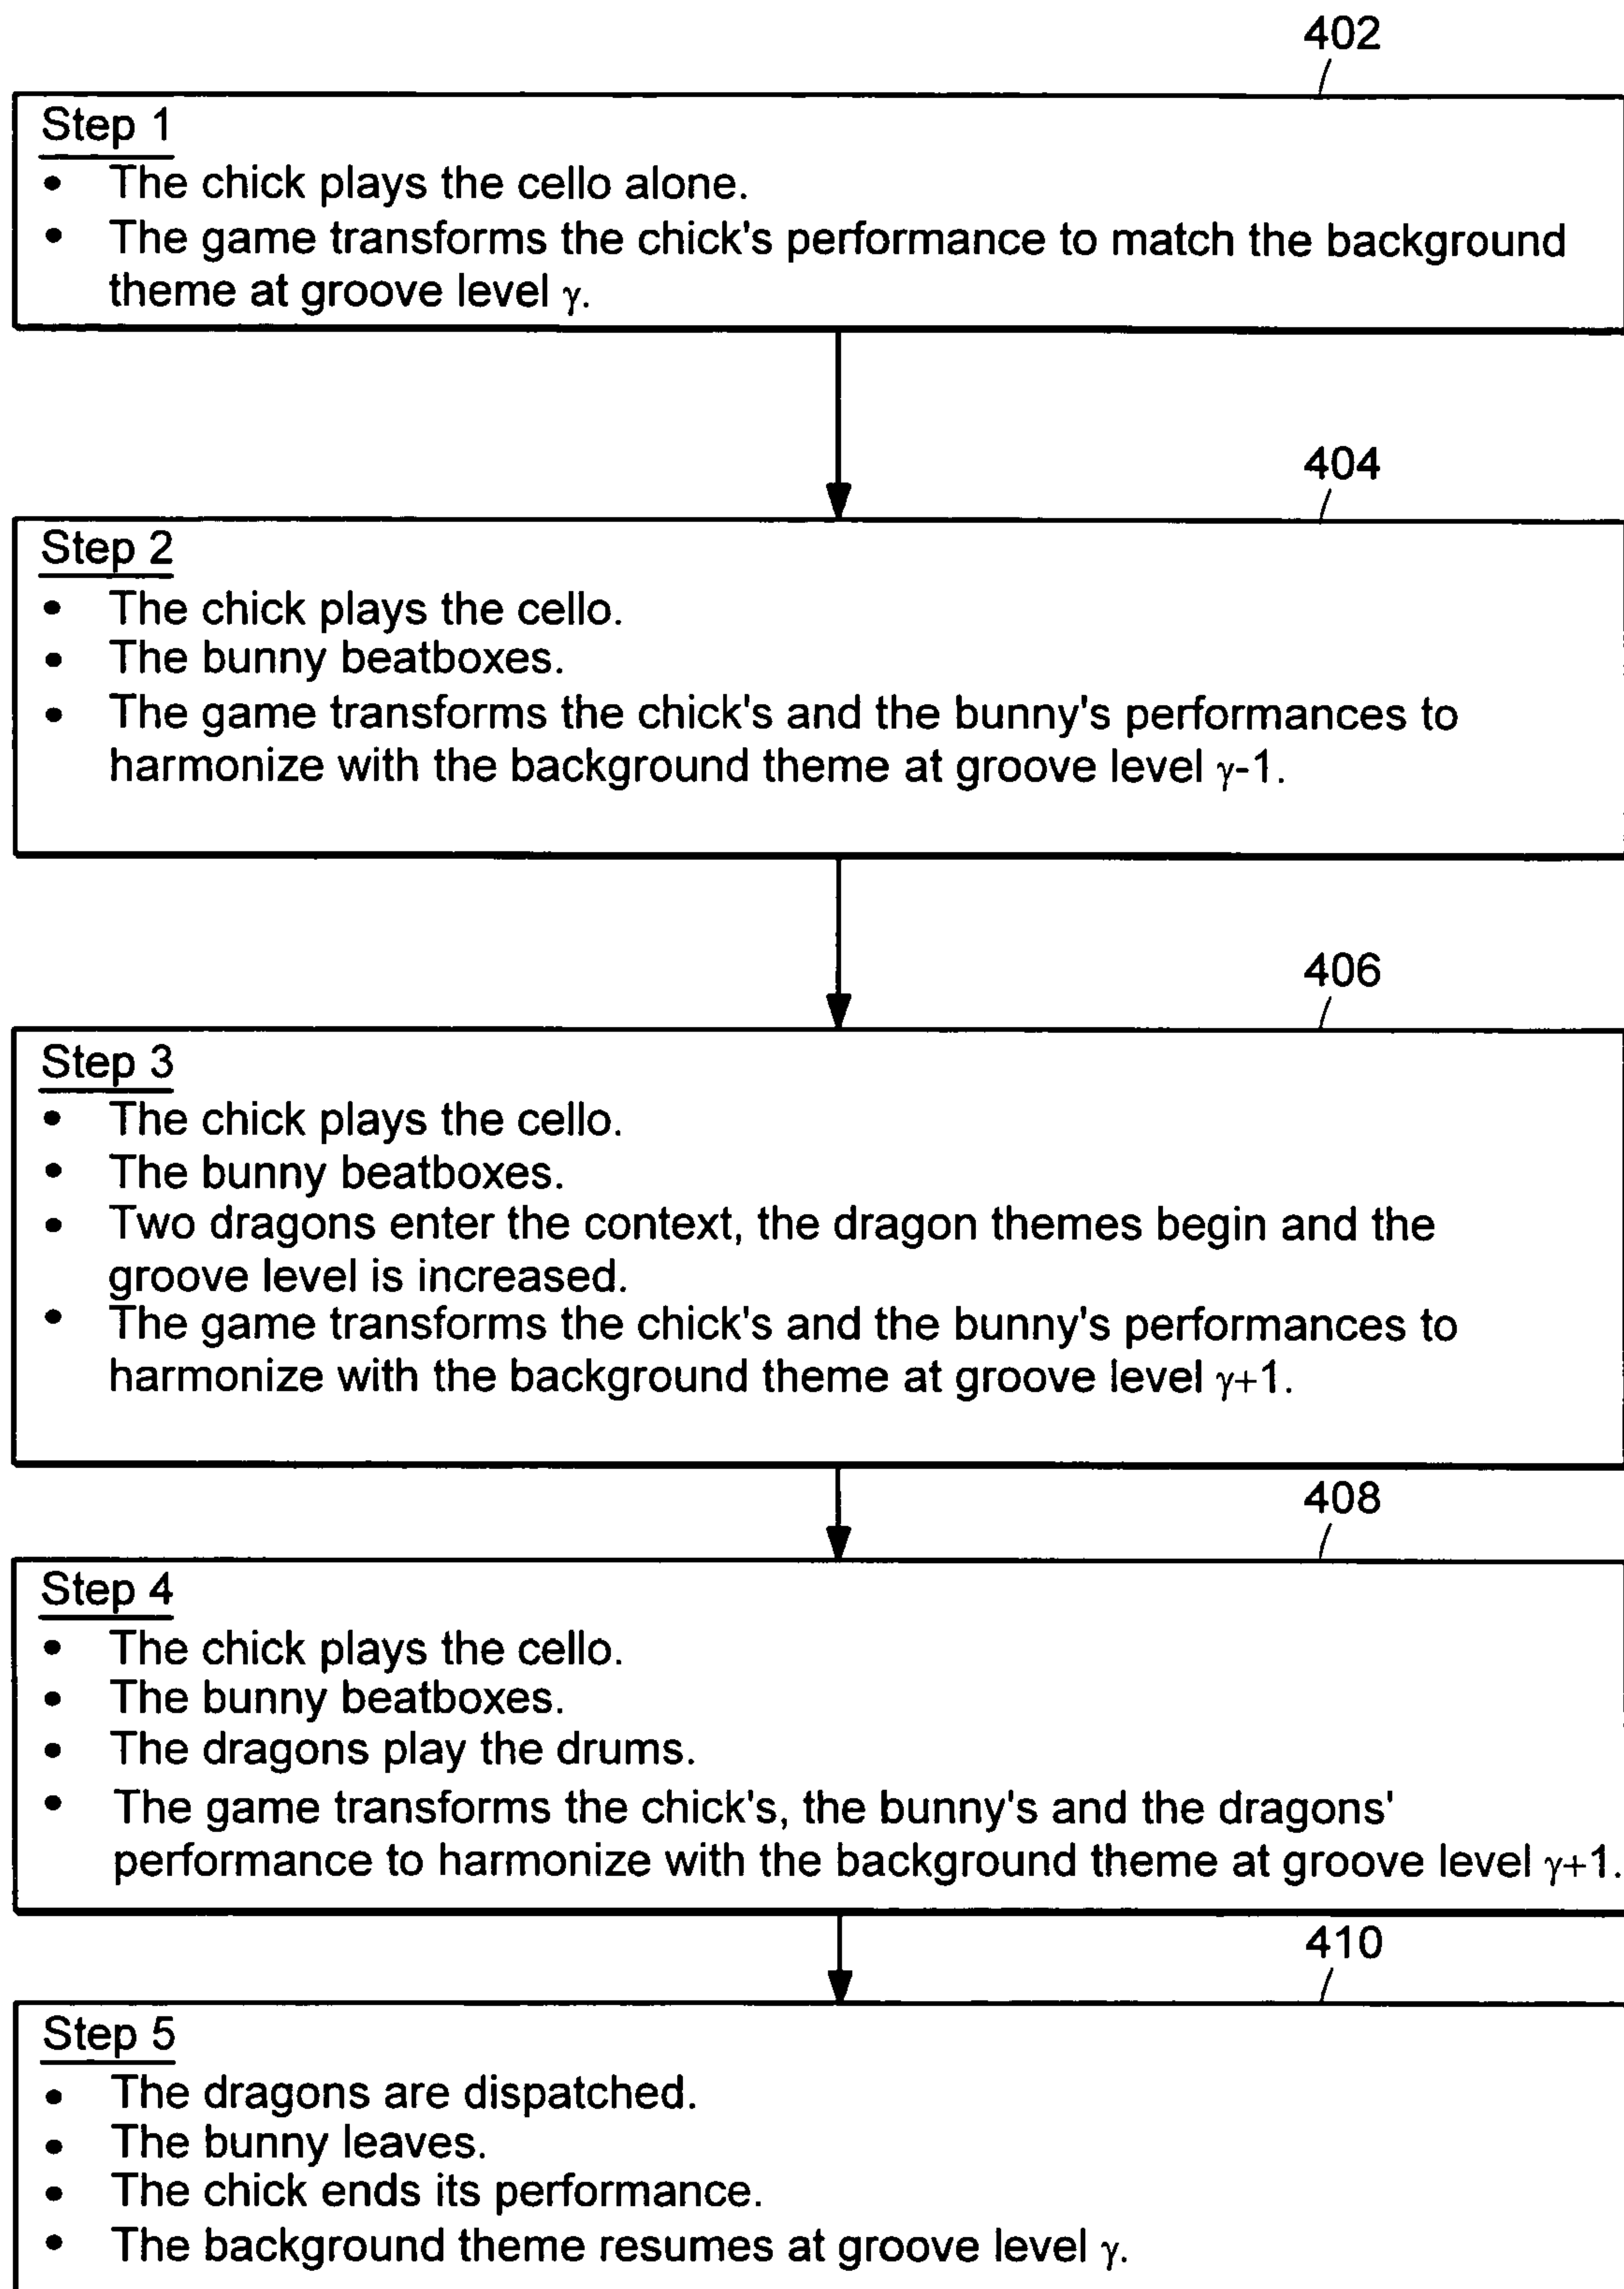 402
Step 1
• The chick plays the cello alone.
• The game transforms the chick's performance to match the background
theme at groove level γ.
404
Step 2
• The chick plays the cello.
• The bunny beatboxes.
• The game transforms the chick's and the bunny's performances to
harmonize with the background theme at groove level γ-1.
406
Step 3
• The chick plays the cello.
• The bunny beatboxes.
• Two dragons enter the context, the dragon themes begin and the
groove level is increased.
• The game transforms the chick's and the bunny's performances to
harmonize with the background theme at groove level γ+1.
408
Step 4
• The chick plays the cello.
• The bunny beatboxes.
• The dragons play the drums.
• The game transforms the chick's, the bunny's and the dragons'
performance to harmonize with the background theme at groove level γ+1.
410
Step 5
• The dragons are dispatched.
• The bunny leaves.
• The chick ends its performance.
• The background theme resumes at groove level γ.